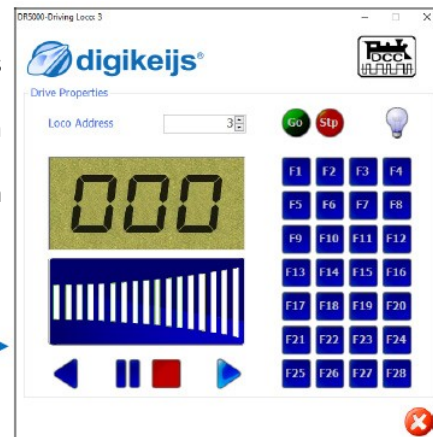 DR5000-Driving Loco: 3
digikeijs®
DCC
Drive Properties
Loco Address 3
Go Stp
000
F1 F2 F3 F4
F5 F6 F7 F8
F9 F10 F11 F12
F13 F14 F15 F16
F17 F18 F19 F20
F21 F22 F23 F24
F25 F26 F27 F28